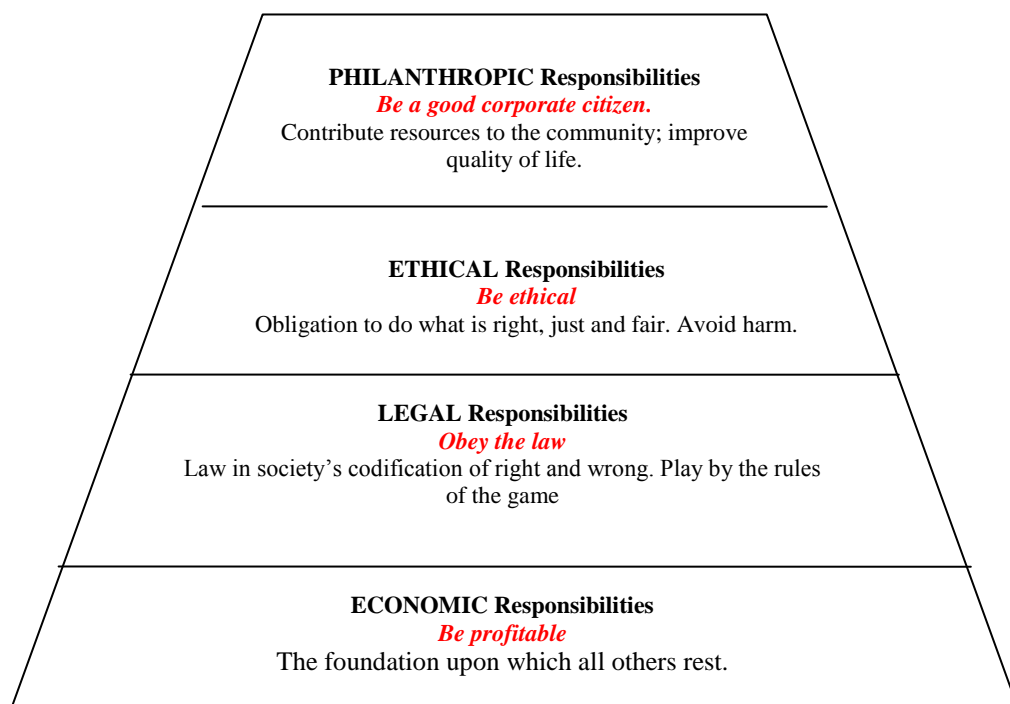 PHILANTHROPIC Responsibilities
Be a good corporate citizen.
Contribute resources to the community; improve
quality of life.
ETHICAL Responsibilities
Be ethical
Obligation to do what is right, just and fair. Avoid harm.
LEGAL Responsibilities
Obey the law
Law in society’s codification of right and wrong. Play by the rules
of the game
ECONOMIC Responsibilities
Be profitable
The foundation upon which all others rest.